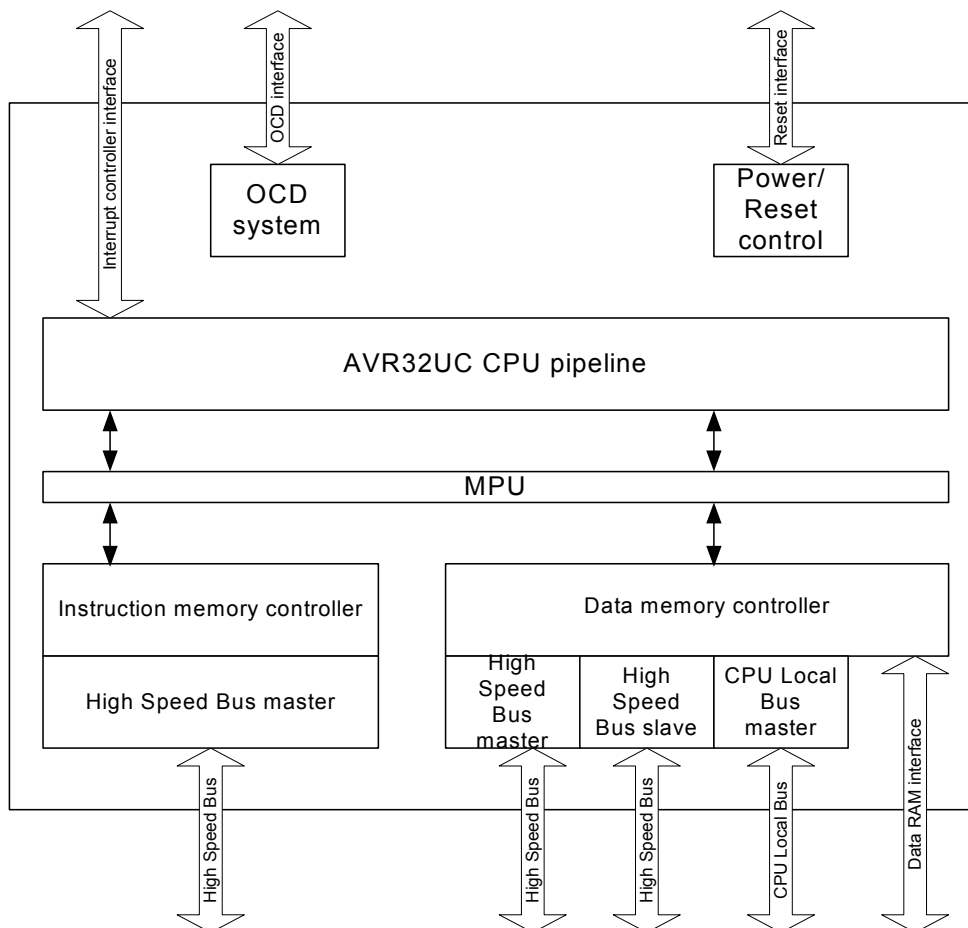 Interrupt controller interface
OCD interface
Reset interface
OCD
system
Power/
Reset
control
AVR32UC CPU pipeline
MPU
Instruction memory controller
High Speed Bus master
Data memory controller
High
Speed
Bus
master
High
Speed
Bus slave
CPU Local
Bus
master
High Speed Bus
High Speed Bus
High Speed Bus
CPU Local Bus
Data RAM interface